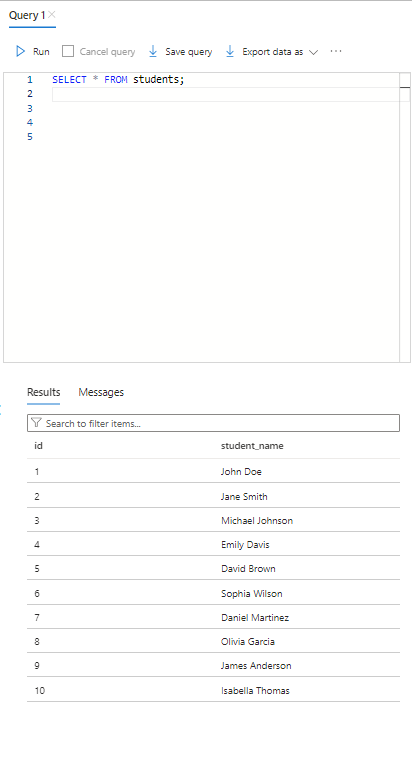 Query 1
Run Cancel query Save query Export data as ...
1 SELECT * FROM students;
2
3
4
5
Results Messages
Search to filter items...
id student_name
1 John Doe
2 Jane Smith
3 Michael Johnson
4 Emily Davis
5 David Brown
6 Sophia Wilson
7 Daniel Martinez
8 Olivia Garcia
9 James Anderson
10 Isabella Thomas